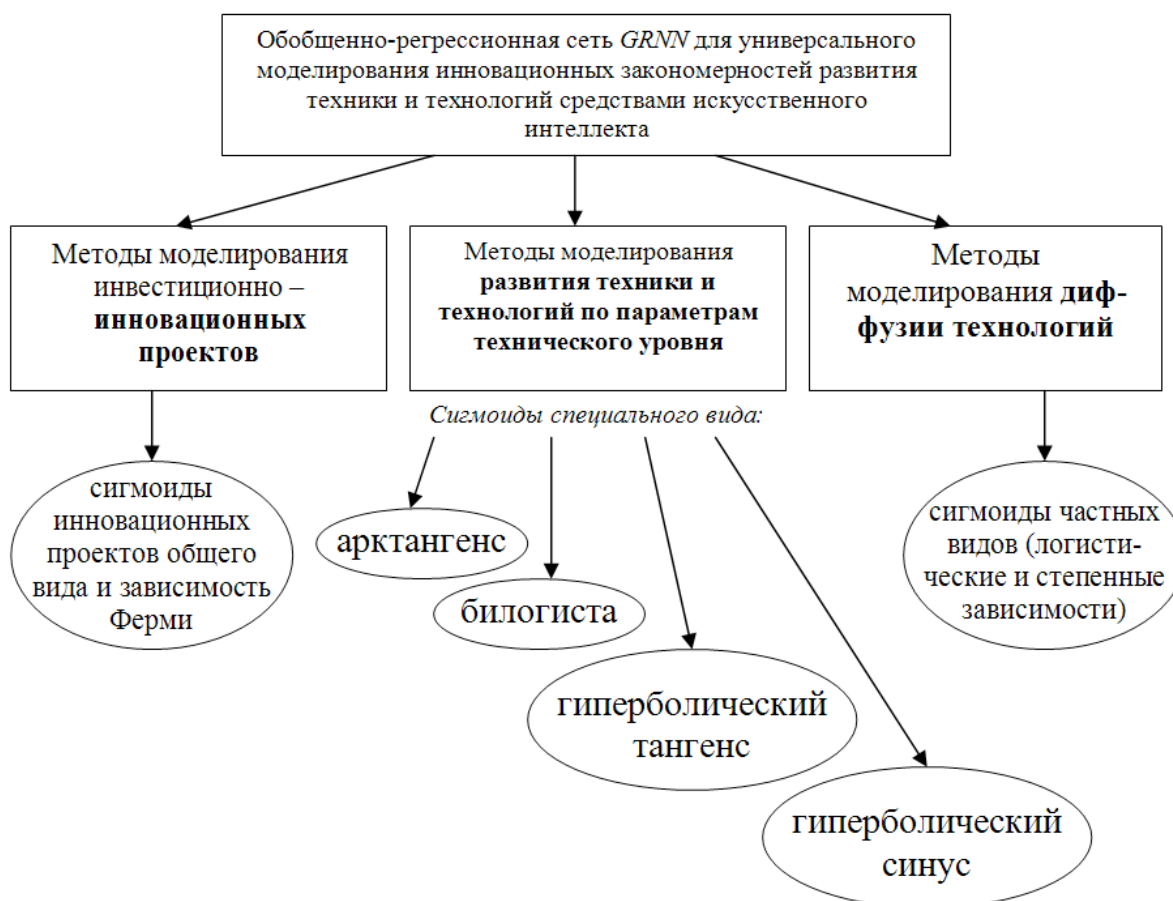 Обобщенно-регрессионная сеть GRNN для универсального
моделирования инновационных закономерностей развития
техники и технологий средствами искусственного
интеллекта
Методы моделирования
инвестиционно –
инновационных
проектов
Методы моделирования
развития техники и
технологий по параметрам
технического уровня
Методы
моделирования диф-
фузии технологий
Сигмоиды специального вида:
сигмоиды
инновационных
проектов общего
вида и зависимость
Ферми
арктангенс
билогиста
гиперболический
тангенс
гиперболический
синус
сигмоиды частных
видов (логисти-
ческие и степенные
зависимости)